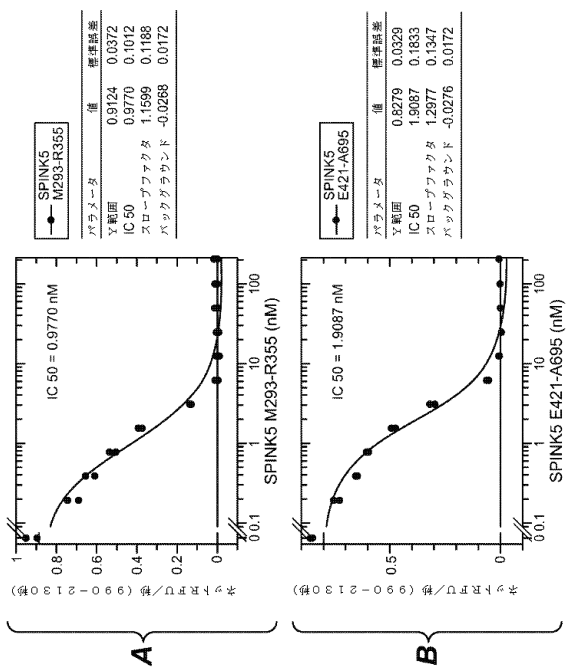 A
ネットRFU/秒 (990-2130秒)
1
0.8
0.6
0.4
0.2
0
IC 50 = 0.9770 nM
0 0.1 1 10 100
SPINK5 M293-R355 (nM)
SPINK5
M293-R355
パラメータ 値 標準誤差
Y 範囲 0.9124 0.0372
IC 50 0.9770 0.1012
スロープファクタ 1.1599 0.1188
バックグラウンド -0.0268 0.0172
B
ネットRFU/秒 (990-2130秒)
0.5
0
IC 50 = 1.9087 nM
0 0.1 1 10 100
SPINK5 E421-A695 (nM)
SPINK5
E421-A695
パラメータ 値 標準誤差
Y 範囲 0.8279 0.0329
IC 50 1.9087 0.1833
スロープファクタ 1.2977 0.1347
バックグラウンド -0.0276 0.0172